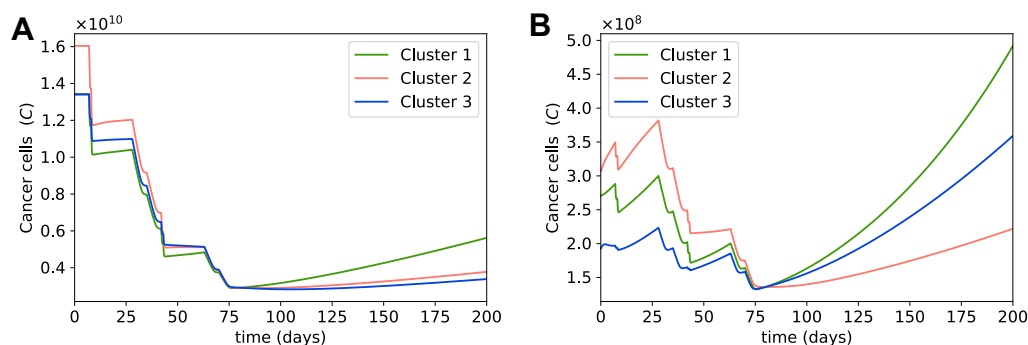 A
×10^10
1.6
1.4
1.2
1.0
0.8
0.6
0.4
Cancer cells (C)
Cluster 1
Cluster 2
Cluster 3
0 25 50 75 100 125 150 175 200
time (days)
B
×10^8
5.0
4.5
4.0
3.5
3.0
2.5
2.0
1.5
Cancer cells (C)
Cluster 1
Cluster 2
Cluster 3
0 25 50 75 100 125 150 175 200
time (days)